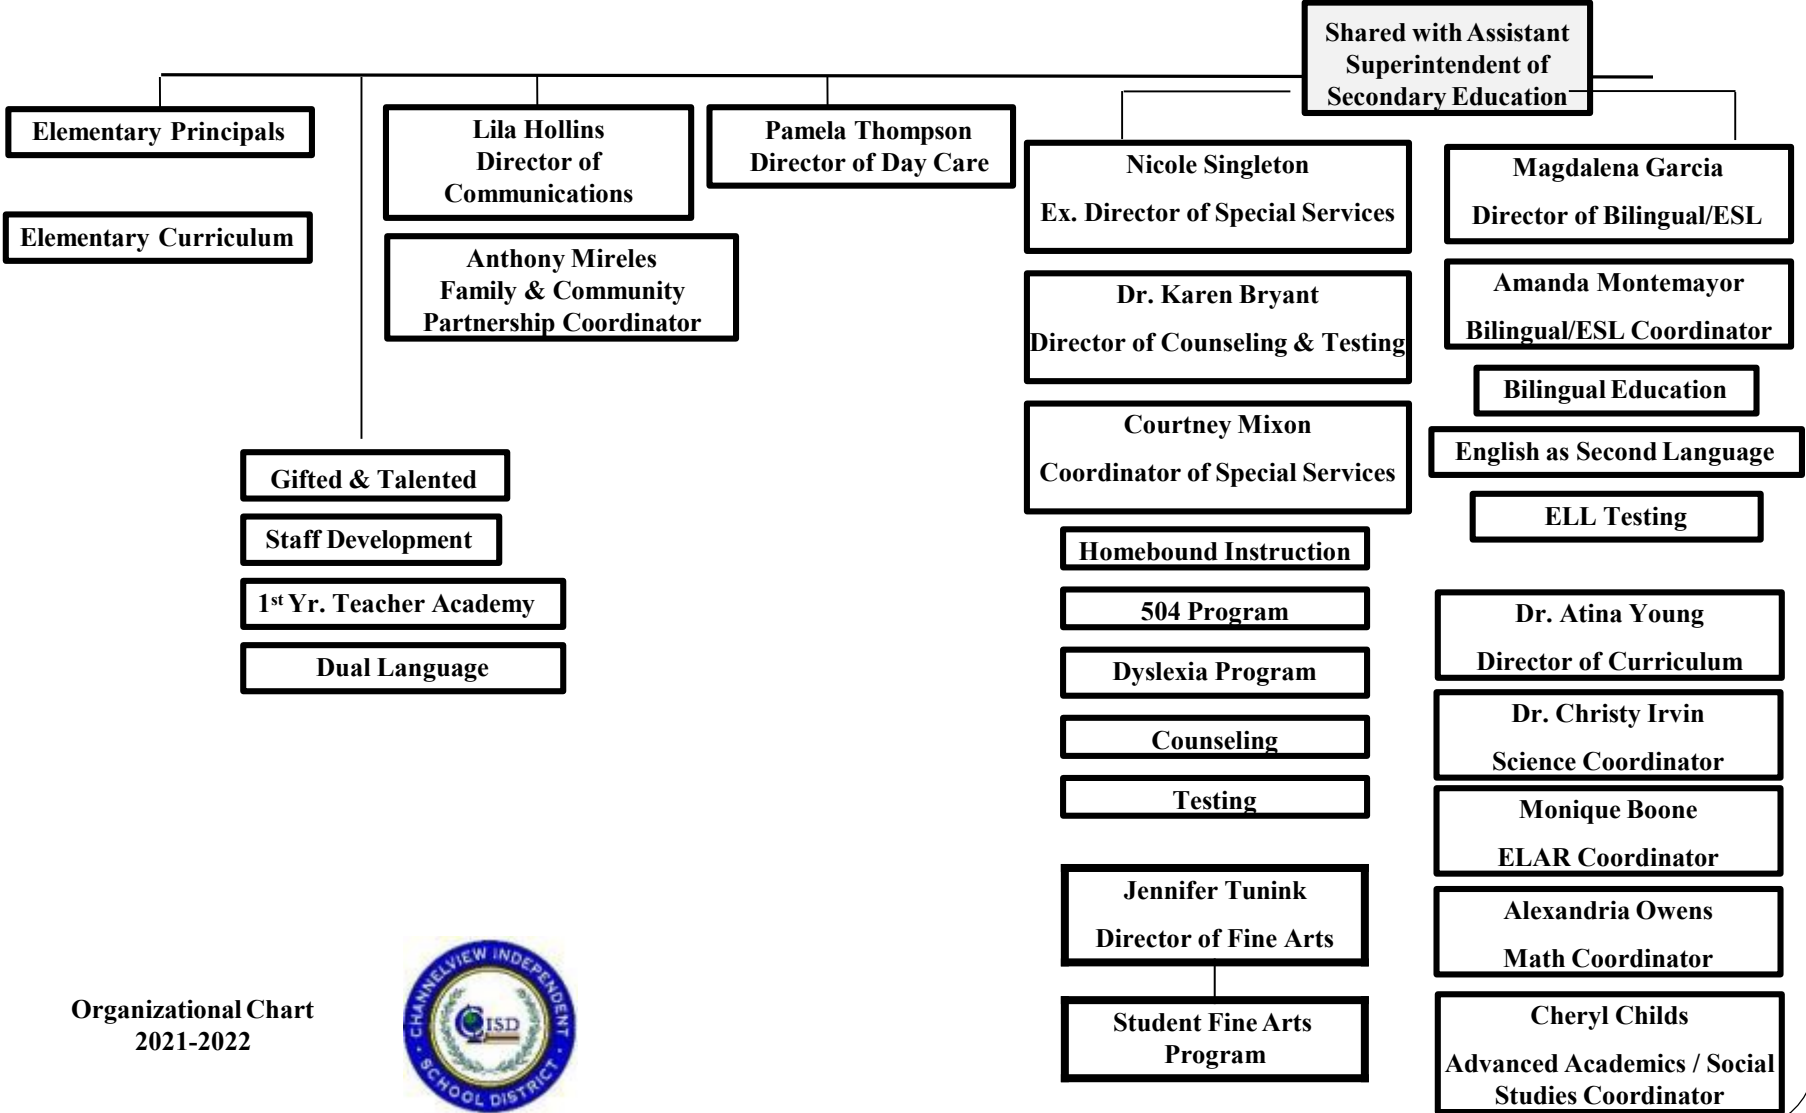 Shared with Assistant
Superintendent of
Secondary Education
Elementary Principals
Elementary Curriculum
Lila Hollins
Director of
Communications
Anthony Mireles
Family & Community
Partnership Coordinator
Pamela Thompson
Director of Day Care
Gifted & Talented
Staff Development
1st Yr. Teacher Academy
Dual Language
Nicole Singleton
Ex. Director of Special Services
Dr. Karen Bryant
Director of Counseling & Testing
Courtney Mixon
Coordinator of Special Services
Homebound Instruction
504 Program
Dyslexia Program
Counseling
Testing
Jennifer Tunink
Director of Fine Arts
Student Fine Arts
Program
Magdalena Garcia
Director of Bilingual/ESL
Amanda Montemayor
Bilingual/ESL Coordinator
Bilingual Education
English as Second Language
ELL Testing
Dr. Atina Young
Director of Curriculum
Dr. Christy Irvin
Science Coordinator
Monique Boone
ELAR Coordinator
Alexandria Owens
Math Coordinator
Cheryl Childs
Advanced Academics / Social
Studies Coordinator
Organizational Chart
2021-2022
CHANNELVIEW INDEPENDENT
CISD
SCHOOL DISTRICT